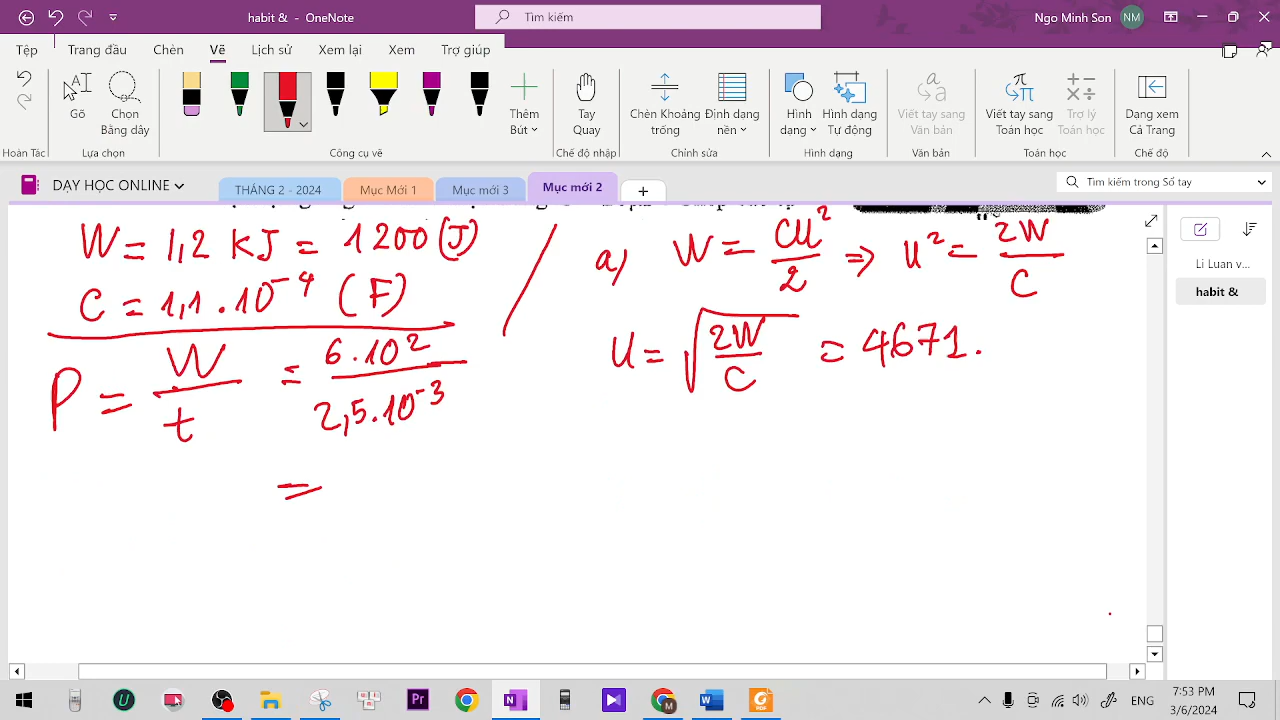 habit & - OneNote
Tìm kiếm
Ngo Minh Son
NM
Tệp Trang đầu Chèn Vẽ Lịch sử Xem lại Xem Trợ giúp
Gõ
Chọn Bằng dây
Thêm Bút
Tay Quay
Chèn Khoảng trống
Định dạng nền
Hình dạng
Hình dạng Tự động
Viết tay sang Văn bản
Viết tay sang Toán học
Trợ lý Toán học
Dạng xem Cả Trang
Hoàn Tác Lựa chọn Công cụ vẽ Chế độ nhập Chỉnh sửa Hình dạng Văn bản Toán học Chế độ
DẠY HỌC ONLINE THÁNG 2 - 2024 Mục Mới 1 Mục mới 3 Mục mới 2 +
Tìm kiếm trong Sổ tay
Li Luan v...
habit &
W = 1,2 KJ = 1200 (J)
C = 1,1 . 10⁻⁴ (F)
P = W/t = 6.10²/2,5.10⁻³
=
a) W = CU²/2 => U² = 2W/C
U = √(2W/C) = 4671.
Pr
N
W
PDF
M
ENG
7:53 PM
3/6/2024